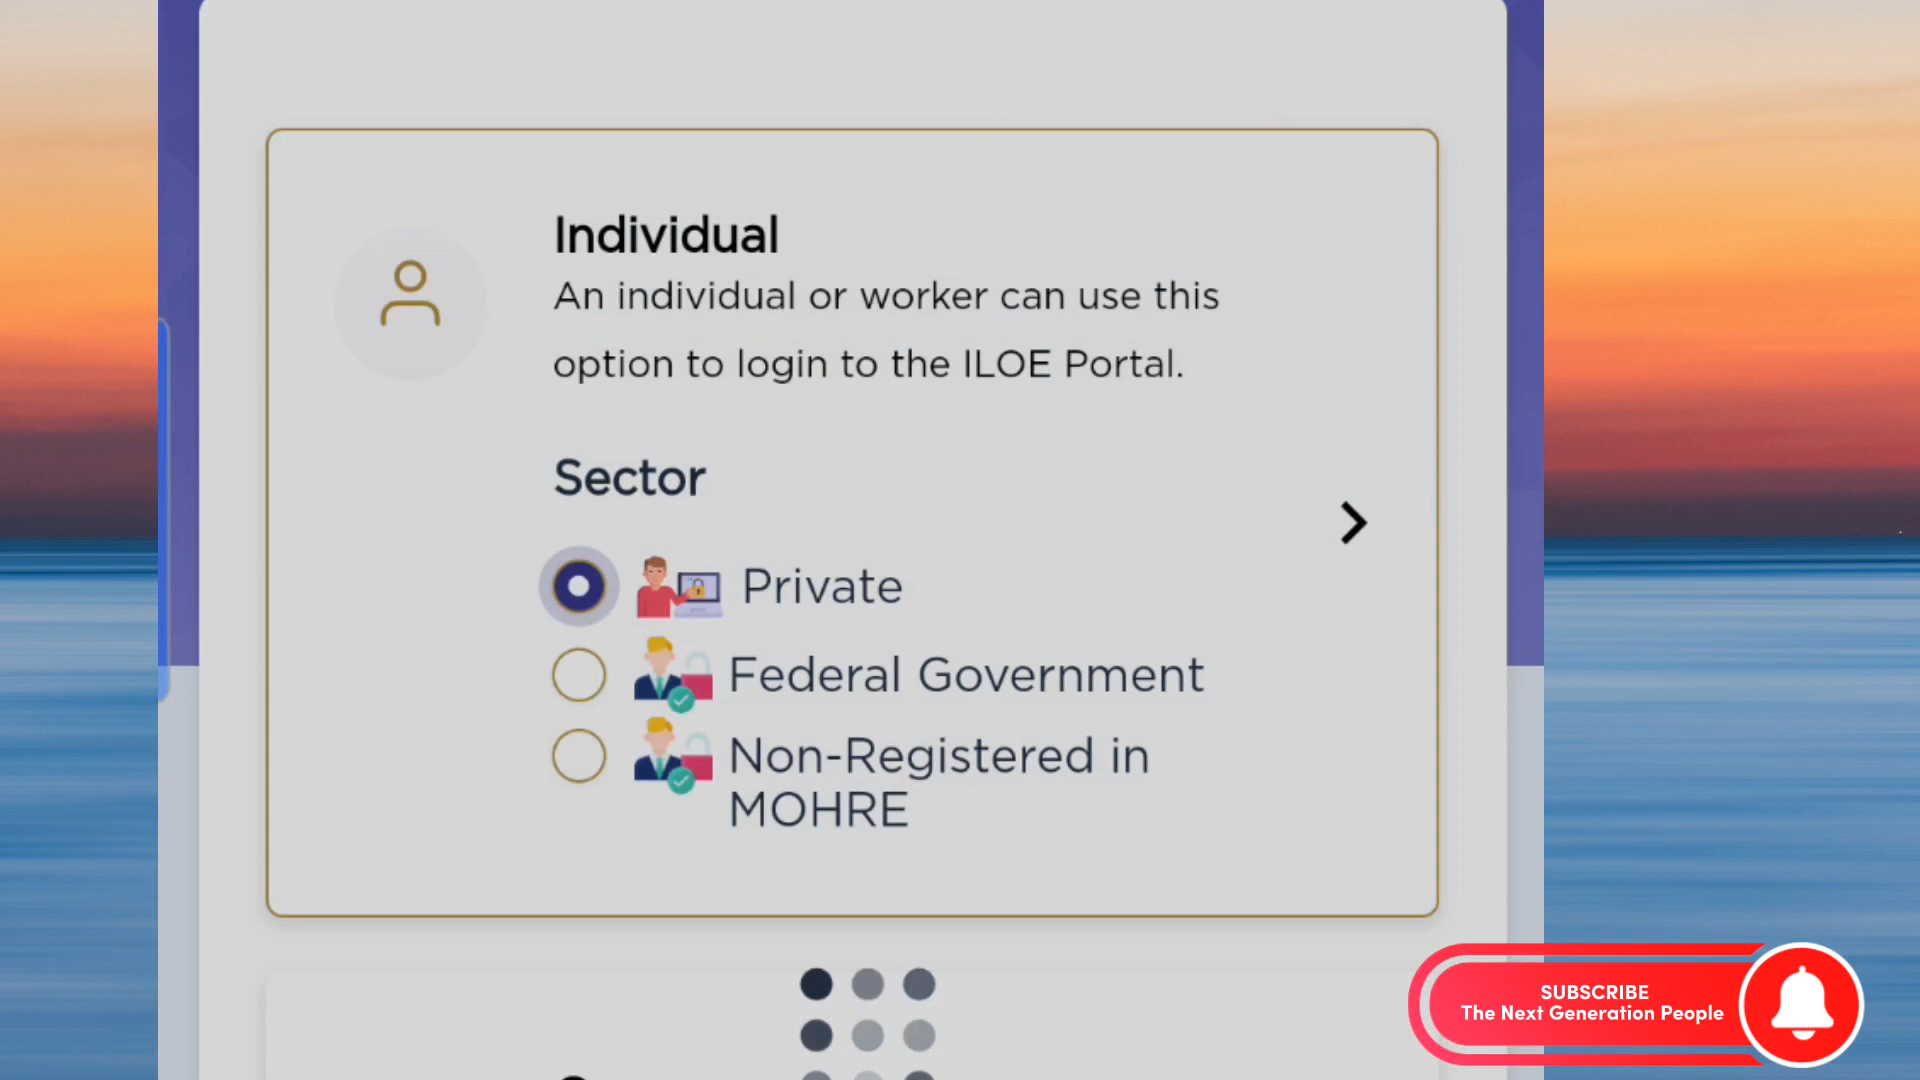 Individual
An individual or worker can use this
option to login to the ILOE Portal.
Sector
Private
Federal Government
Non-Registered in
MOHRE
SUBSCRIBE
The Next Generation People